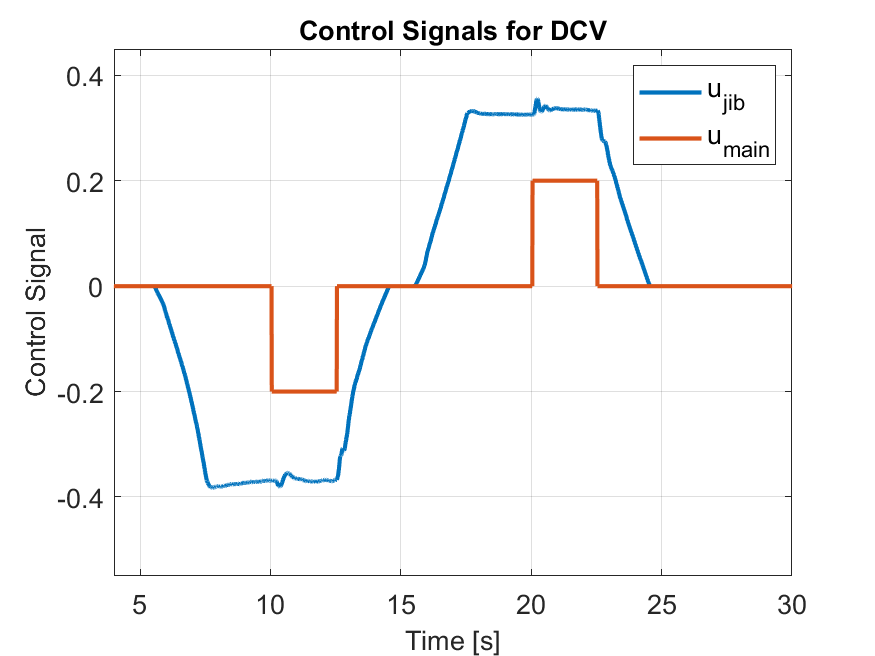 Control Signals for DCV
u_jib
u_main
Control Signal
0.4
0.2
0
-0.2
-0.4
5 10 15 20 25 30
Time [s]